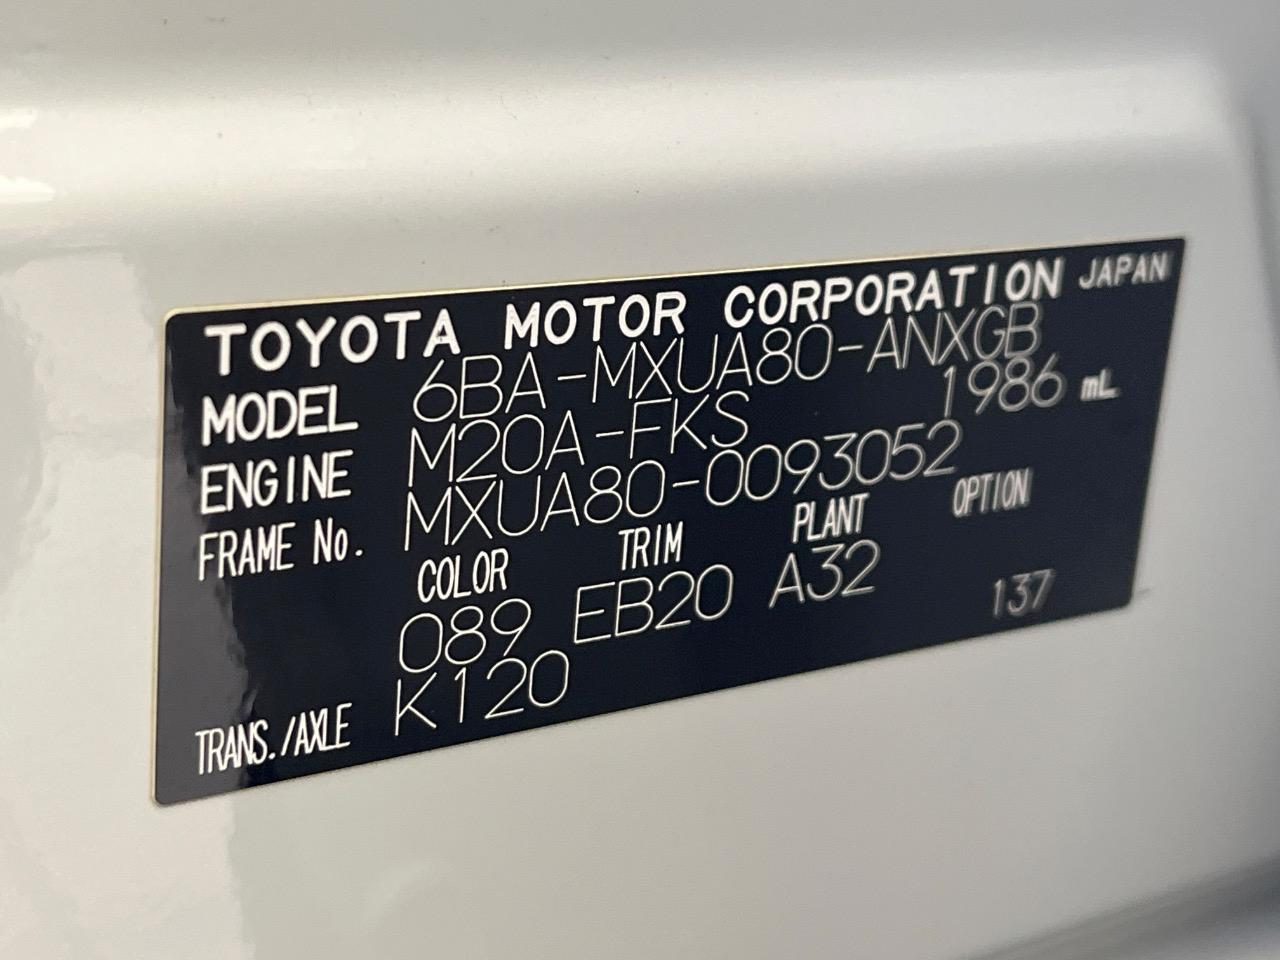 TOYOTA MOTOR CORPORATION JAPAN
MODEL 6BA-MXUA80-ANXGB
ENGINE M20A-FKS 1986 mL
FRAME No. MXUA80-0093052
COLOR TRIM PLANT OPTION
089 EB20 A32 137
TRANS./AXLE K120